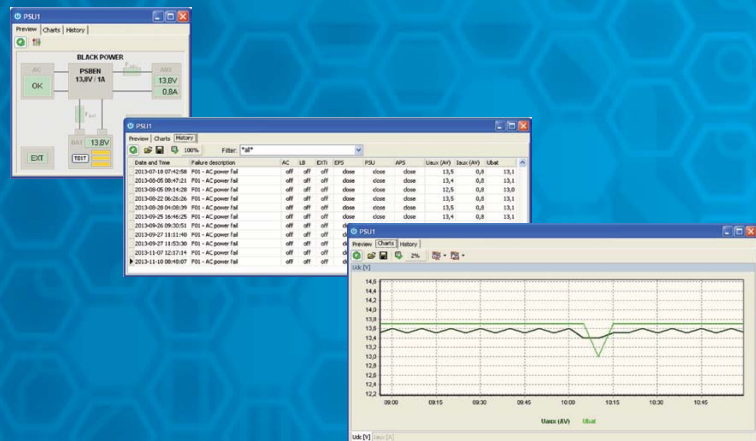 PSU1
Preview Charts History
BLACK POWER
AC
OK
PSBEN
13,8V / 1A
AUX
13,8V
0,8A
BAT 13,8V
EXT
TEST
PSU1
Preview Charts History
100% Filter: *all*
Date and Time Failure description AC LB EXTi EPS PSU APS Uaux (AV) Iaux (AV) Ubat
2013-07-18 07:42:58 F01 - AC power fail off off off close close close 13,5 0,8 13,1
2013-08-05 08:47:21 F01 - AC power fail off off off close close close 13,4 0,8 13,1
2013-08-05 09:14:28 F01 - AC power fail off off off close close close 12,5 0,8 13,0
2013-08-22 06:26:26 F01 - AC power fail off off off close close close 13,5 0,8 13,1
2013-08-28 04:08:39 F01 - AC power fail off off off close close close 13,5 0,8 13,1
2013-09-25 16:46:25 F01 - AC power fail off off off close close close 13,4 0,8 13,1
2013-09-26 09:30:51 F01 - AC power fail off off off
2013-09-27 11:11:40 F01 - AC power fail off off off
2013-09-27 11:53:30 F01 - AC power fail off off off
2013-11-07 12:17:14 F01 - AC power fail off off off
2013-11-10 00:40:07 F01 - AC power fail off off off
PSU1
Preview Charts History
2%
Udc [V]
14,6
14,4
14,2
14,0
13,8
13,6
13,4
13,2
13,0
12,8
12,6
12,4
12,2
09:00 09:15 09:30 09:45 10:00 10:15 10:30 10:45
Uaux (AV) Ubat
Udc [V] Iaux [A]